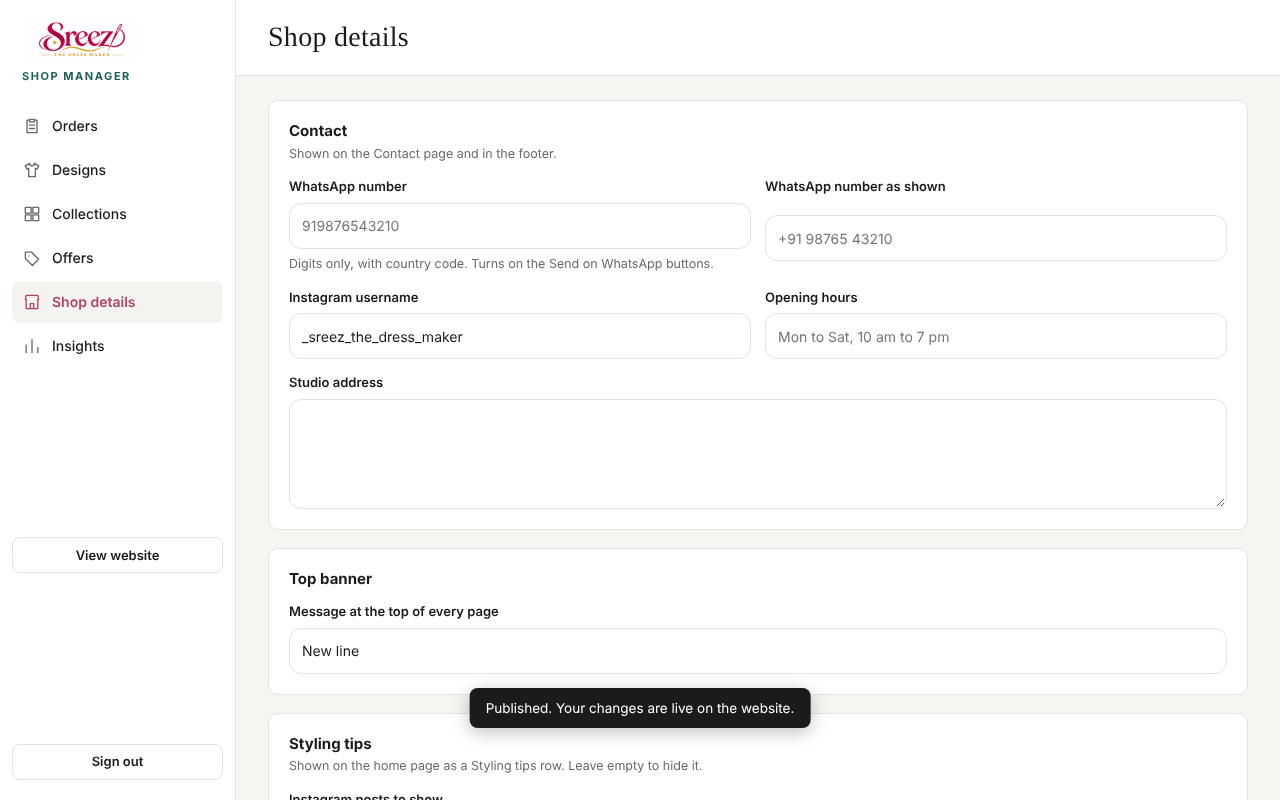 Sreez
THE DRESS MAKER
SHOP MANAGER
Orders
Designs
Collections
Offers
Shop details
Insights
View website
Sign out
Shop details
Contact
Shown on the Contact page and in the footer.
WhatsApp number
919876543210
Digits only, with country code. Turns on the Send on WhatsApp buttons.
WhatsApp number as shown
+91 98765 43210
Instagram username
_sreez_the_dress_maker
Opening hours
Mon to Sat, 10 am to 7 pm
Studio address
Top banner
Message at the top of every page
New line
Published. Your changes are live on the website.
Styling tips
Shown on the home page as a Styling tips row. Leave empty to hide it.
Instagram posts to show